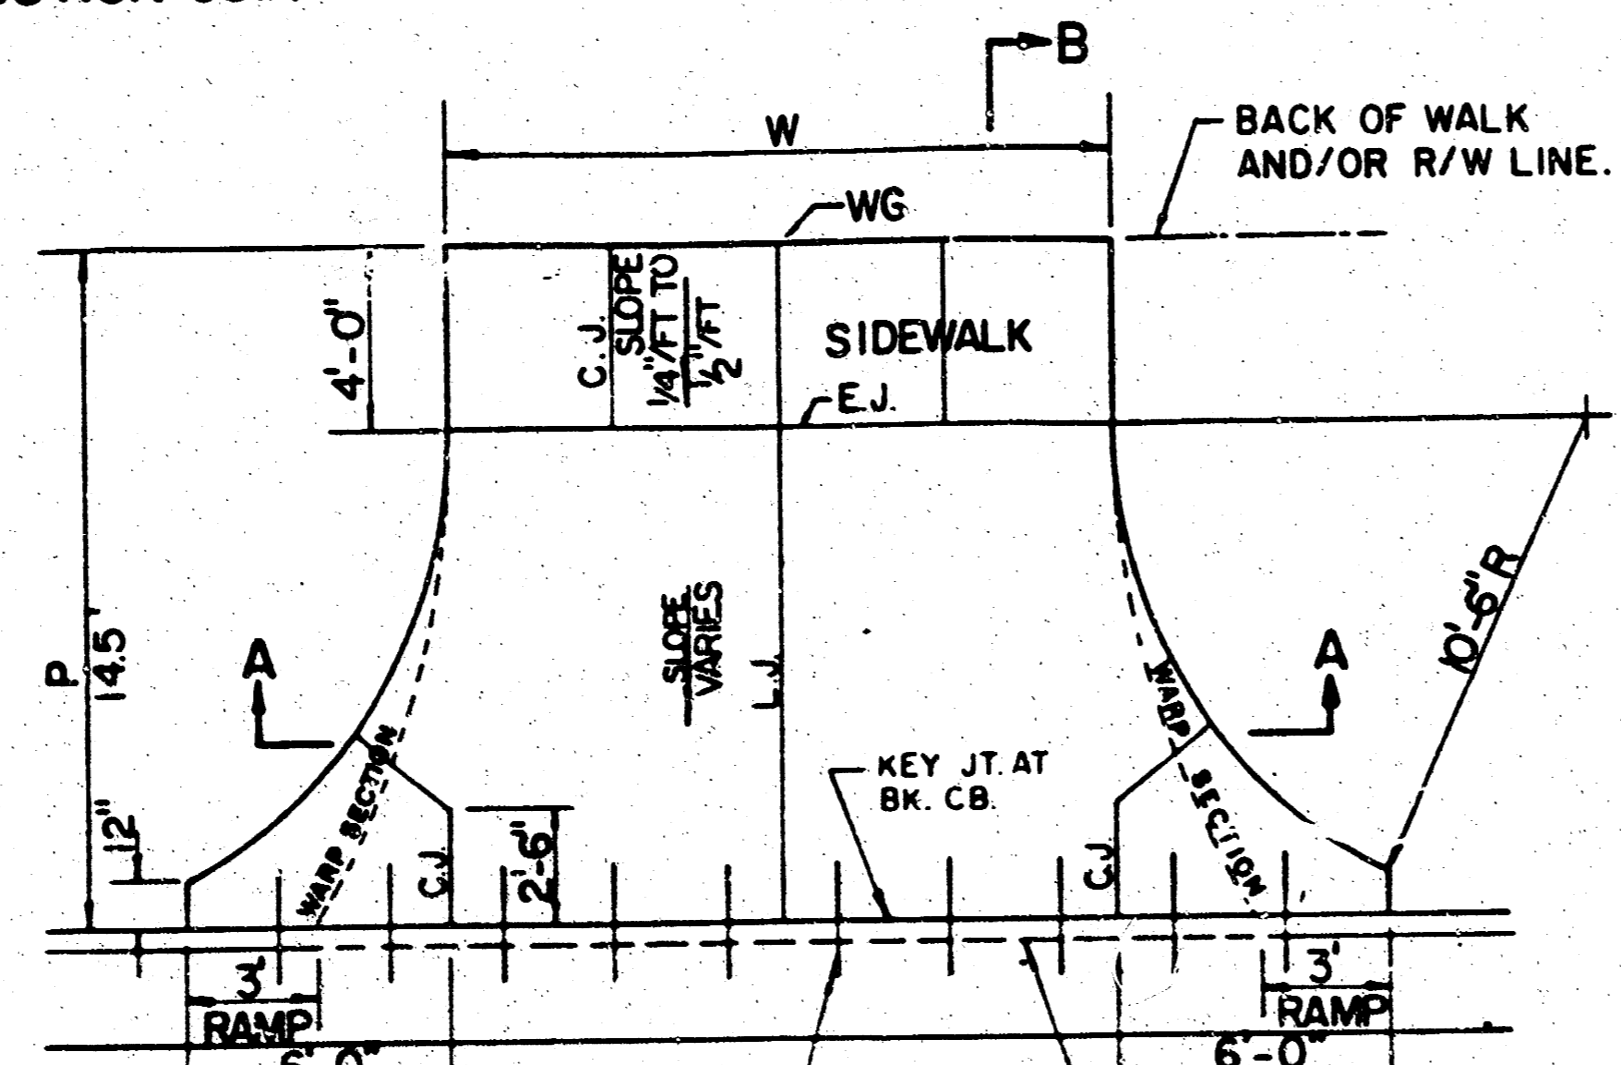 B
W
BACK OF WALK
AND/OR R/W LINE.
WG
4'-0"
C.J.
SLOPE
1/4"/FT TO
1/2"/FT
SIDEWALK
E.J.
P
14.5'
A
SLOPE
VARIES
L.J.
WARP SECTION
A
10'-6" R
KEY JT. AT
BK. CB.
12"
WARP SECTION
C.J.
2'-6"
C.J.
3'
RAMP
6'-0"
3'
RAMP
6'-0"